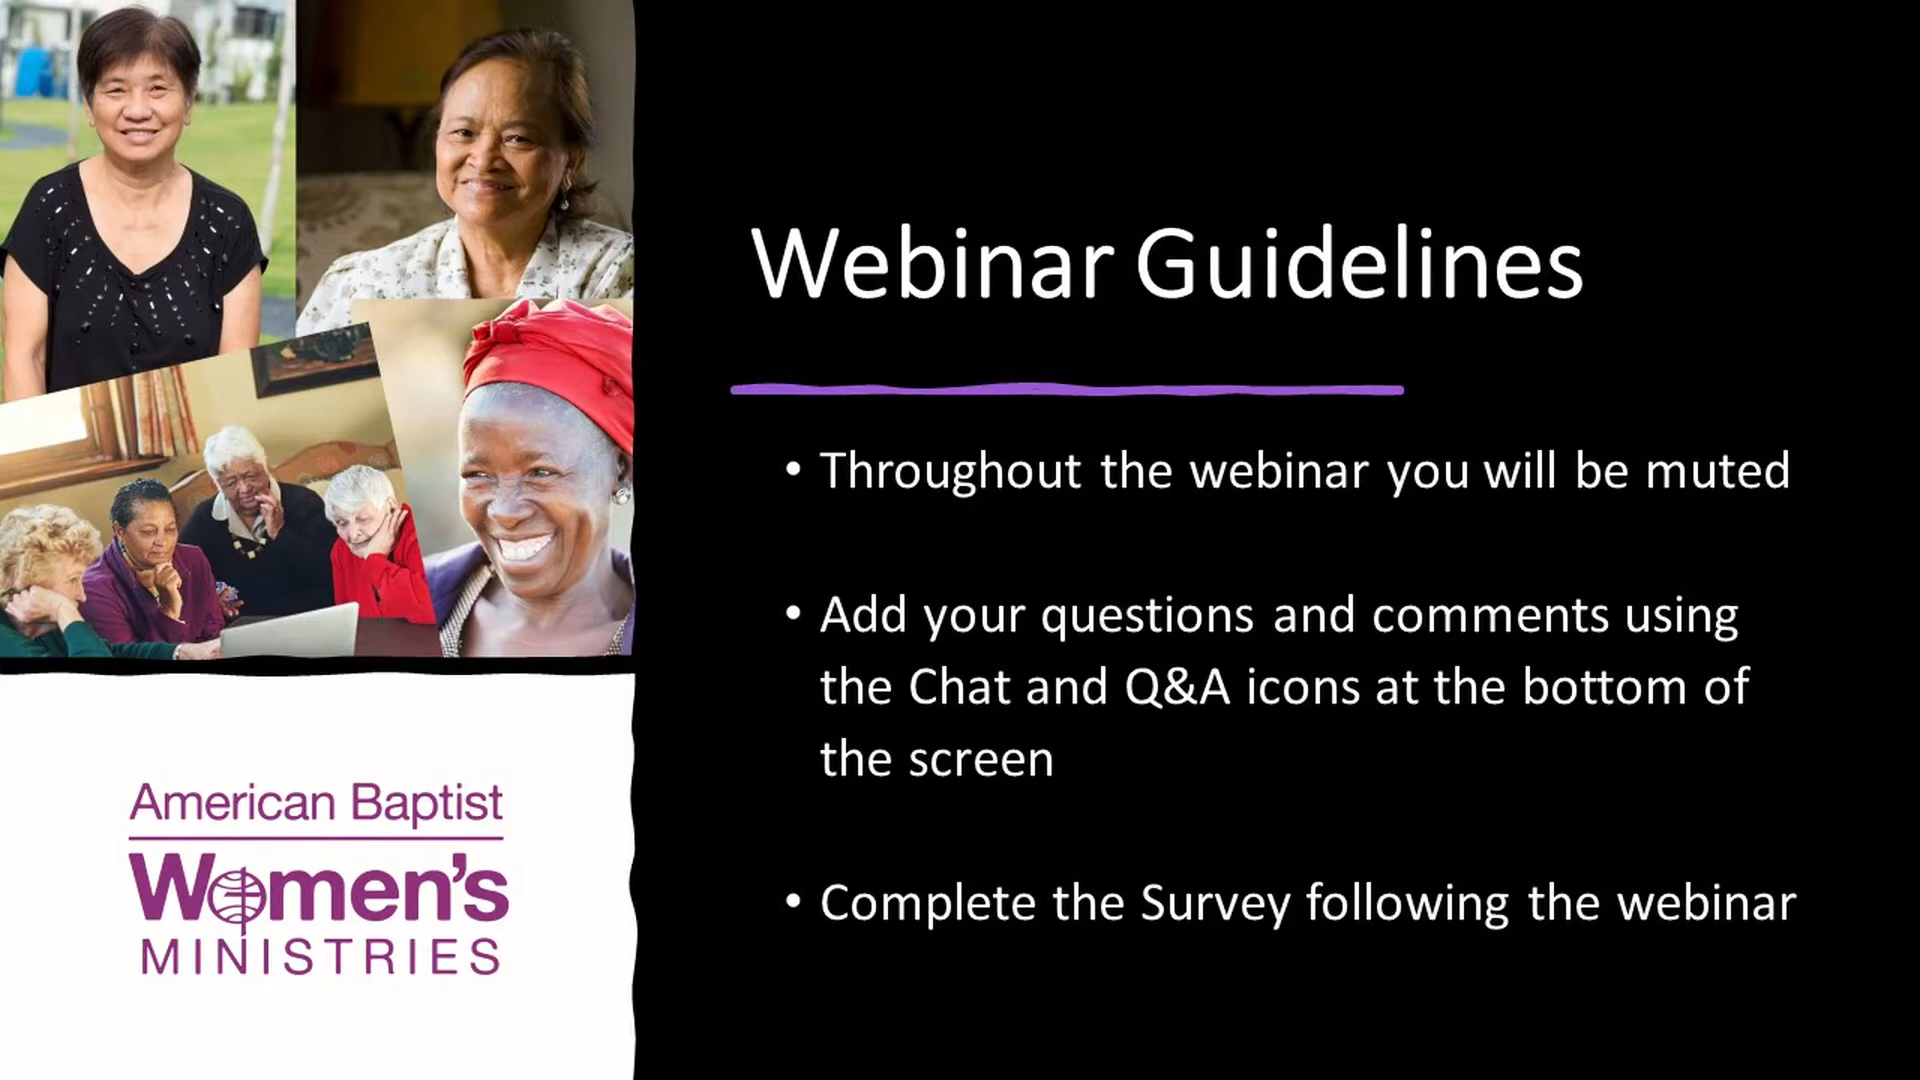 Webinar Guidelines
• Throughout the webinar you will be muted
• Add your questions and comments using
the Chat and Q&A icons at the bottom of
the screen
• Complete the Survey following the webinar
American Baptist
Women's
MINISTRIES